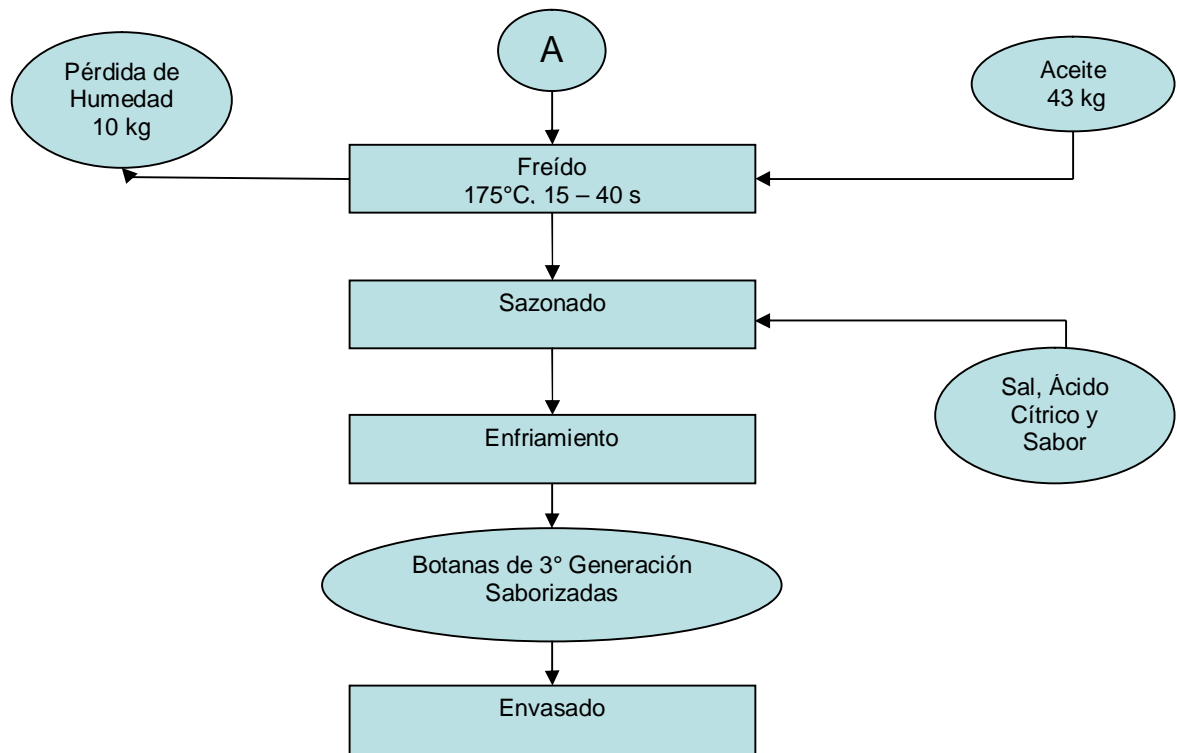 A
Pérdida de
Humedad
10 kg
Aceite
43 kg
Freído
175°C, 15 – 40 s
Sazonado
Sal, Ácido
Cítrico y
Sabor
Enfriamiento
Botanas de 3° Generación
Saborizadas
Envasado